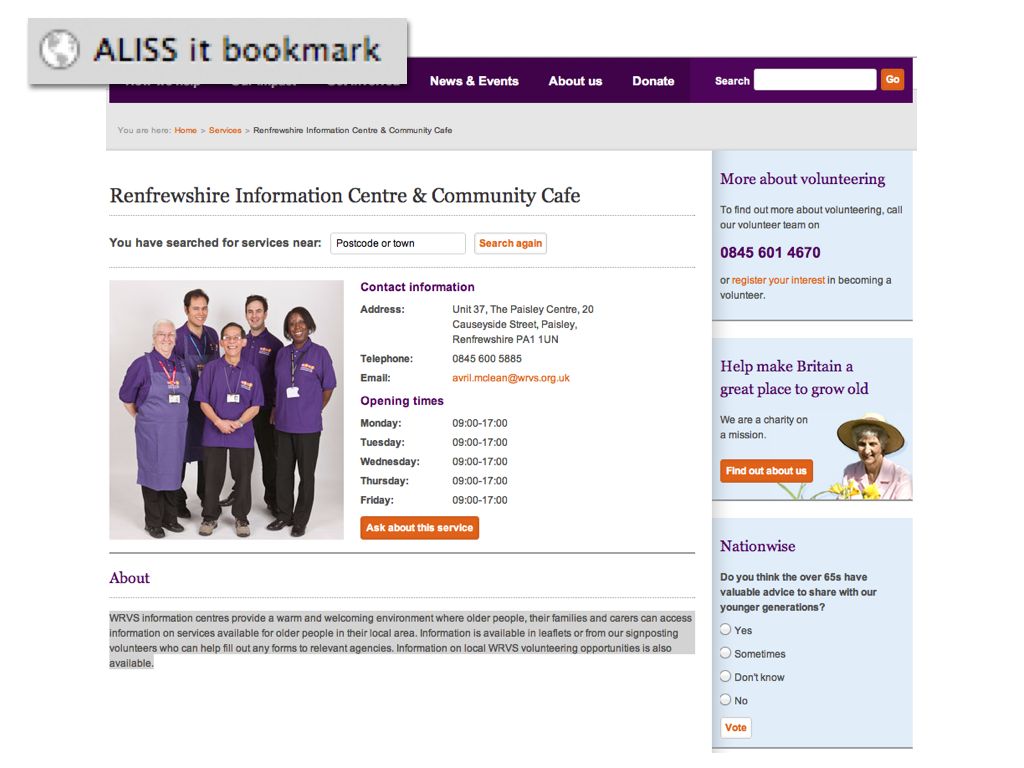 ALISS it bookmark
News & Events About us Donate Search Go
You are here: Home > Services > Renfrewshire Information Centre & Community Cafe
Renfrewshire Information Centre & Community Cafe
You have searched for services near: Postcode or town Search again
Contact information
Address: Unit 37, The Paisley Centre, 20
Causeyside Street, Paisley,
Renfrewshire PA1 1UN
Telephone: 0845 600 5885
Email: avril.mclean@wrvs.org.uk
Opening times
Monday: 09:00-17:00
Tuesday: 09:00-17:00
Wednesday: 09:00-17:00
Thursday: 09:00-17:00
Friday: 09:00-17:00
Ask about this service
About
WRVS information centres provide a warm and welcoming environment where older people, their families and carers can access
information on services available for older people in their local area. Information is available in leaflets or from our signposting
volunteers who can help fill out any forms to relevant agencies. Information on local WRVS volunteering opportunities is also
available.
More about volunteering
To find out more about volunteering, call
our volunteer team on
0845 601 4670
or register your interest in becoming a
volunteer.
Help make Britain a
great place to grow old
We are a charity on
a mission.
Find out about us
Nationwise
Do you think the over 65s have
valuable advice to share with our
younger generations?
Yes
Sometimes
Don't know
No
Vote